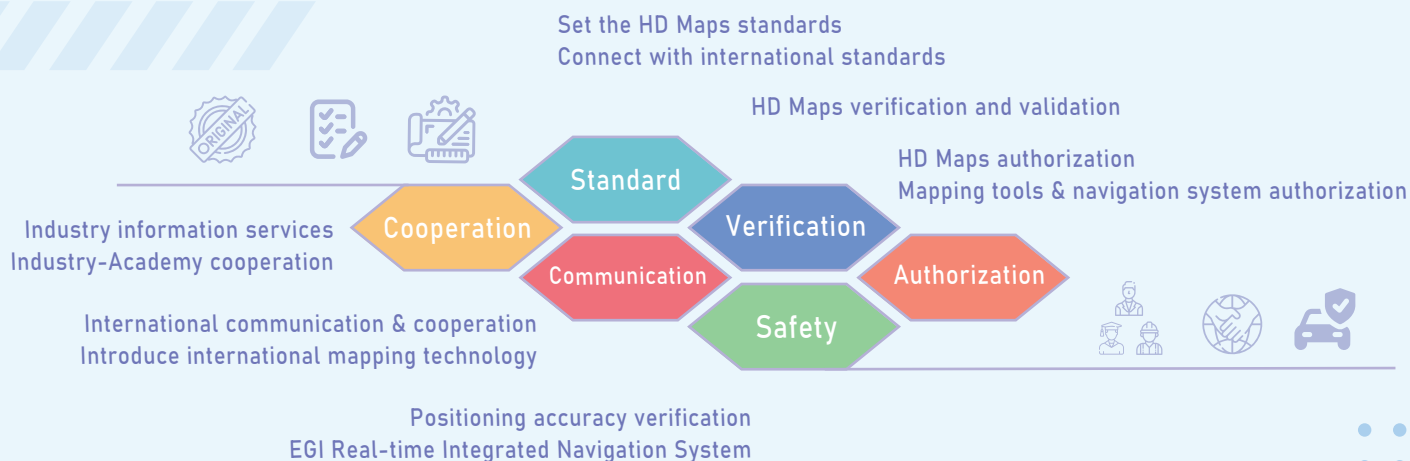 Set the HD Maps standards
Connect with international standards
HD Maps verification and validation
ORIGINAL
HD Maps authorization
Mapping tools & navigation system authorization
Standard
Cooperation
Verification
Industry information services
Industry-Academy cooperation
Communication
Authorization
International communication & cooperation
Introduce international mapping technology
Safety
Positioning accuracy verification
EGI Real-time Integrated Navigation System